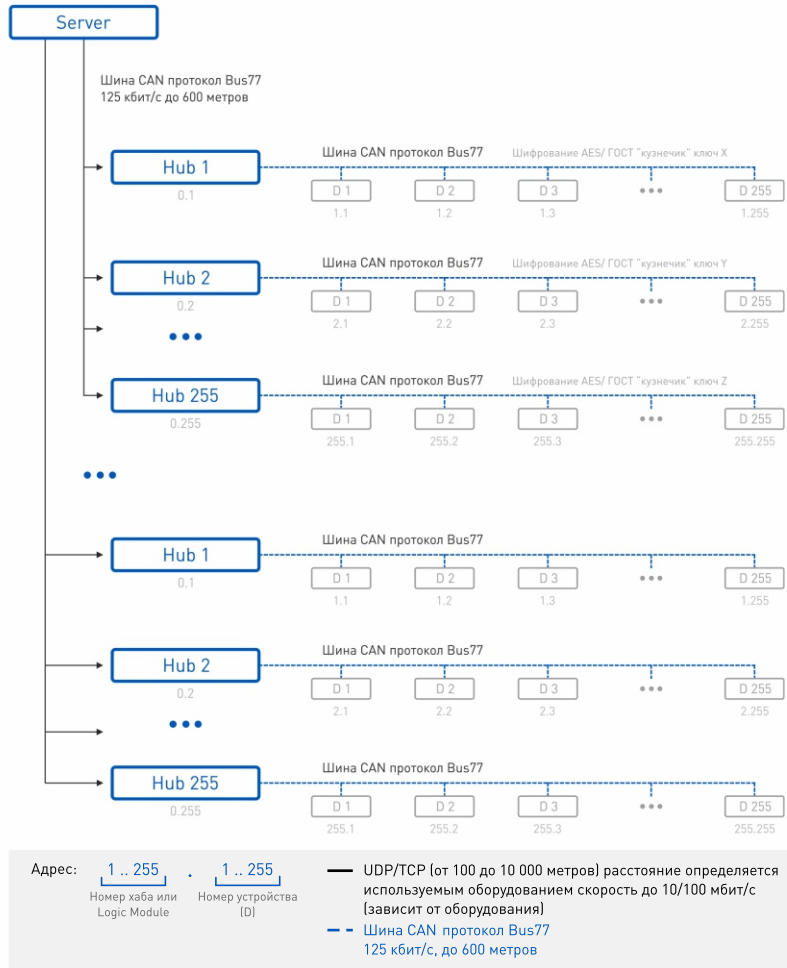 Server
Шина CAN протокол Bus77
125 кбит/с до 600 метров
Hub 1
0.1
Шина CAN протокол Bus77
Шифрование AES/ ГОСТ "кузнечик" ключ X
D 1
D 2
D 3
•••
D 255
1.1
1.2
1.3
1.255
Hub 2
0.2
•••
Шина CAN протокол Bus77
Шифрование AES/ ГОСТ "кузнечик" ключ Y
D 1
D 2
D 3
•••
D 255
2.1
2.2
2.3
2.255
Hub 255
0.255
Шина CAN протокол Bus77
Шифрование AES/ ГОСТ "кузнечик" ключ Z
D 1
D 2
D 3
•••
D 255
255.1
255.2
255.3
255.255
•••
Hub 1
0.1
Шина CAN протокол Bus77
D 1
D 2
D 3
•••
D 255
1.1
1.2
1.3
1.255
Hub 2
0.2
•••
Шина CAN протокол Bus77
D 1
D 2
D 3
•••
D 255
2.1
2.2
2.3
2.255
Hub 255
0.255
Шина CAN протокол Bus77
D 1
D 2
D 3
•••
D 255
255.1
255.2
255.3
255.255
Адрес: 1 .. 255 . 1 .. 255
Номер хаба или
Logic Module
Номер устройства
(D)
UDP/TCP (от 100 до 10 000 метров) расстояние определяется
используемым оборудованием скорость до 10/100 мбит/с
(зависит от оборудования)
Шина CAN протокол Bus77
125 кбит/с, до 600 метров